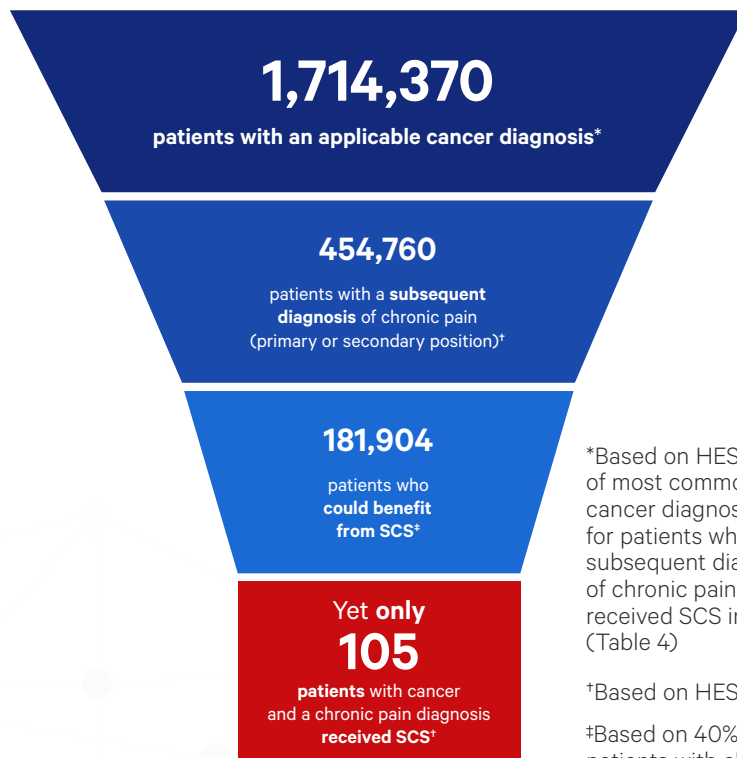 1,714,370
patients with an applicable cancer diagnosis*
454,760
patients with a subsequent
diagnosis of chronic pain
(primary or secondary position)†
181,904
patients who
could benefit
from SCS‡
Yet only
105
patients with cancer
and a chronic pain diagnosis
received SCS†
*Based on HES
of most commo
cancer diagnos
for patients wh
subsequent dia
of chronic pain
received SCS i
(Table 4)
†Based on HES
‡Based on 40%